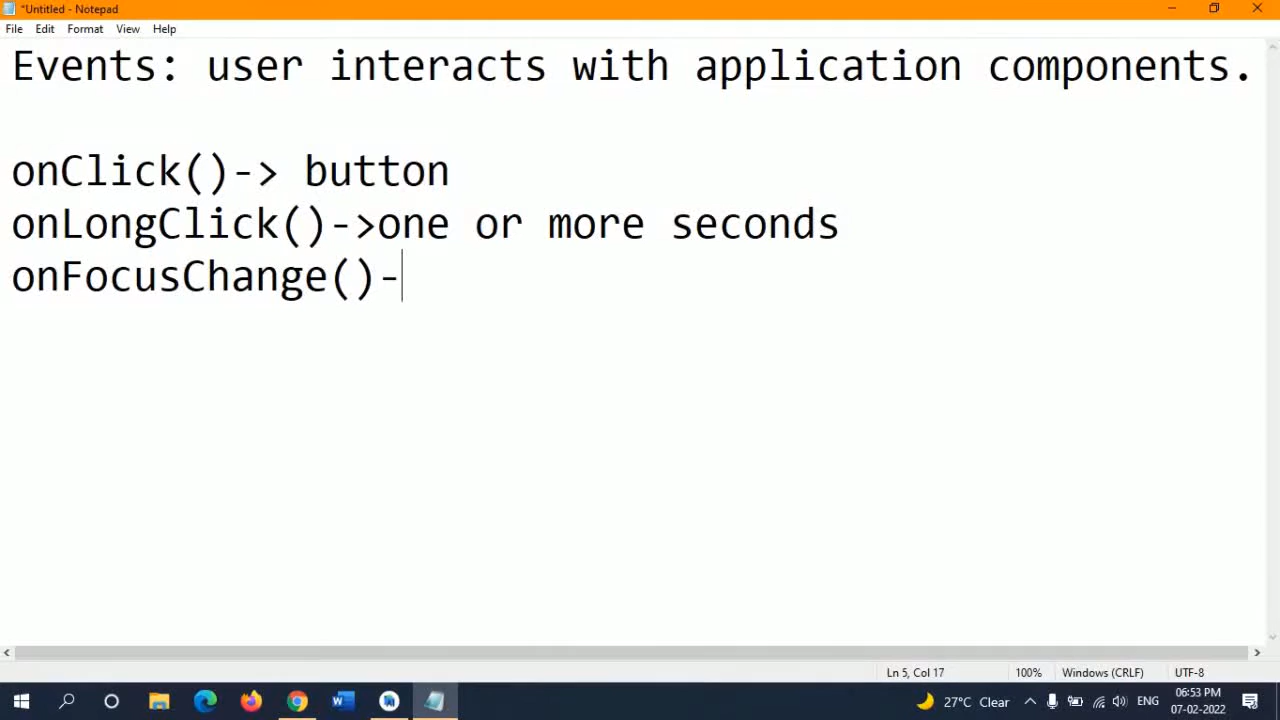 *Untitled - Notepad
File Edit Format View Help
Events: user interacts with application components.
onClick()-> button
onLongClick()->one or more seconds
onFocusChange()-
Ln 5, Col 17 100% Windows (CRLF) UTF-8
27°C Clear ENG 06:53 PM
07-02-2022